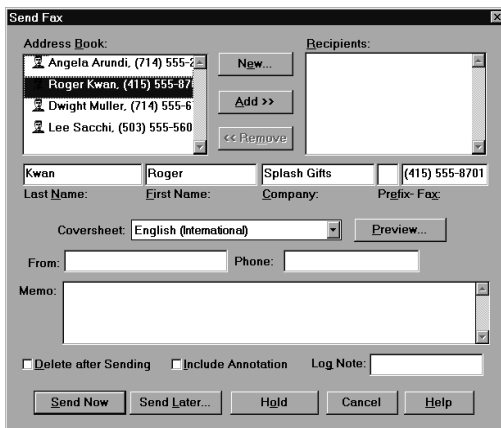 Send Fax
Address Book:
Recipients:
Angela Arundi, (714) 555-2
Roger Kwan, (415) 555-87
Dwight Muller, (714) 555-6
Lee Sacchi, (503) 555-560
New...
Add >>
<< Remove
Kwan Roger Splash Gifts (415) 555-8701
Last Name: First Name: Company: Prefix- Fax:
Coversheet: English (International) Preview...
From: Phone:
Memo:
Delete after Sending Include Annotation Log Note:
Send Now Send Later... Hold Cancel Help